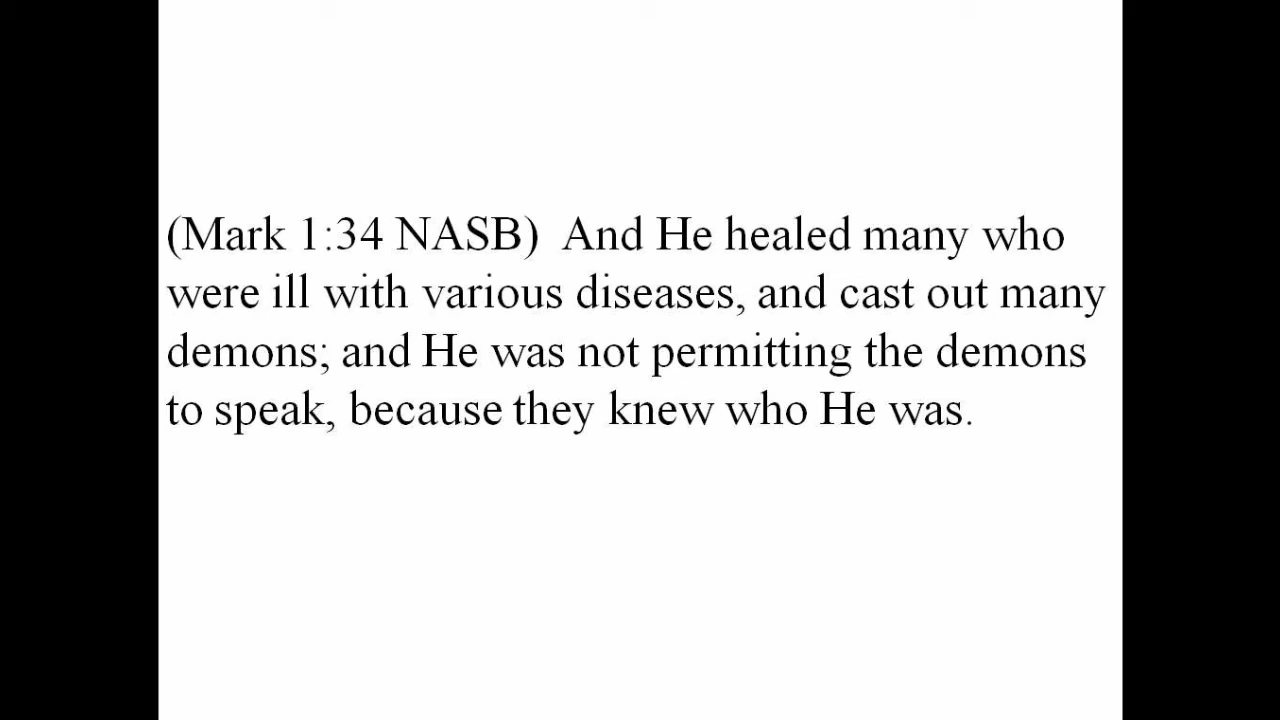 (Mark 1:34 NASB)  And He healed many who
were ill with various diseases, and cast out many
demons; and He was not permitting the demons
to speak, because they knew who He was.